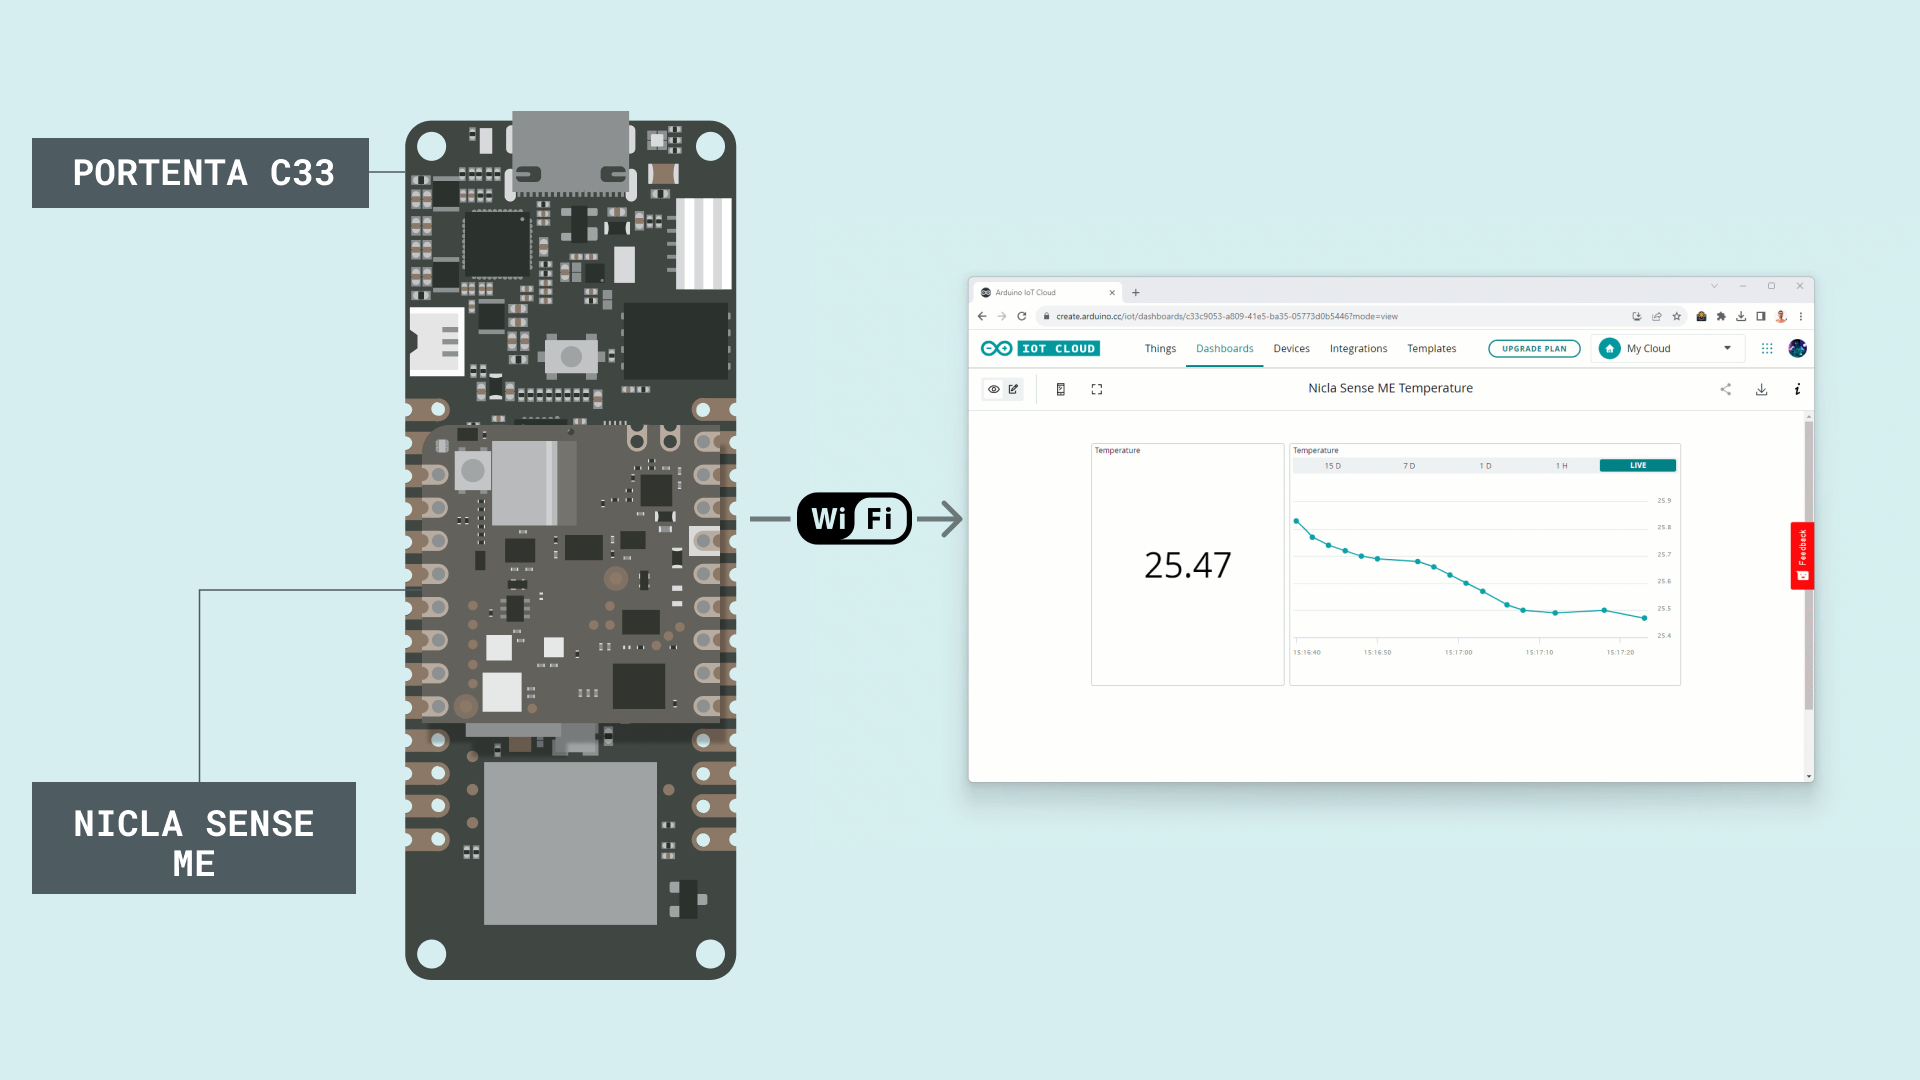 PORTENTA C33
NICLA SENSE
ME
Wi Fi
Arduino IoT Cloud
create.arduino.cc/iot/dashboards/c33c9053-a809-41e5-ba35-05773d0b5446?mode=view
IOT CLOUD
Things Dashboards Devices Integrations Templates UPGRADE PLAN My Cloud
Nicla Sense ME Temperature
Temperature
25.47
Temperature
15 D 7 D 1 D 1 H LIVE
25.9
25.8
25.7
25.6
25.5
25.4
15:16:40 15:16:50 15:17:00 15:17:10 15:17:20
Feedback